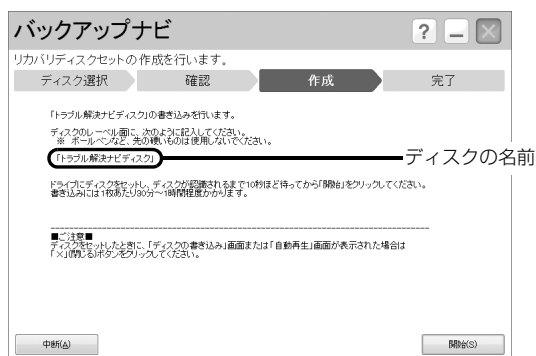 バックアップナビ
リカバリディスクセットの作成を行います。
ディスク選択 確認 作成 完了
「トラブル解決ナビディスク」の書き込みを行います。
ディスクのレーベル面に、次のように記入してください。
※ ボールペンなど、先の硬いものは使用しないでください。
「トラブル解決ナビディスク」
ディスクの名前
ドライブにディスクをセットし、ディスクが認識されるまで10秒ほど待ってから「開始」をクリックしてください。
書き込みには1枚あたり30分～1時間程度かかります。
■ご注意■
ディスクをセットしたときに、「ディスクの書き込み」画面または「自動再生」画面が表示された場合は
「×」(閉じる)ボタンをクリックしてください。
中断(A) 開始(S)